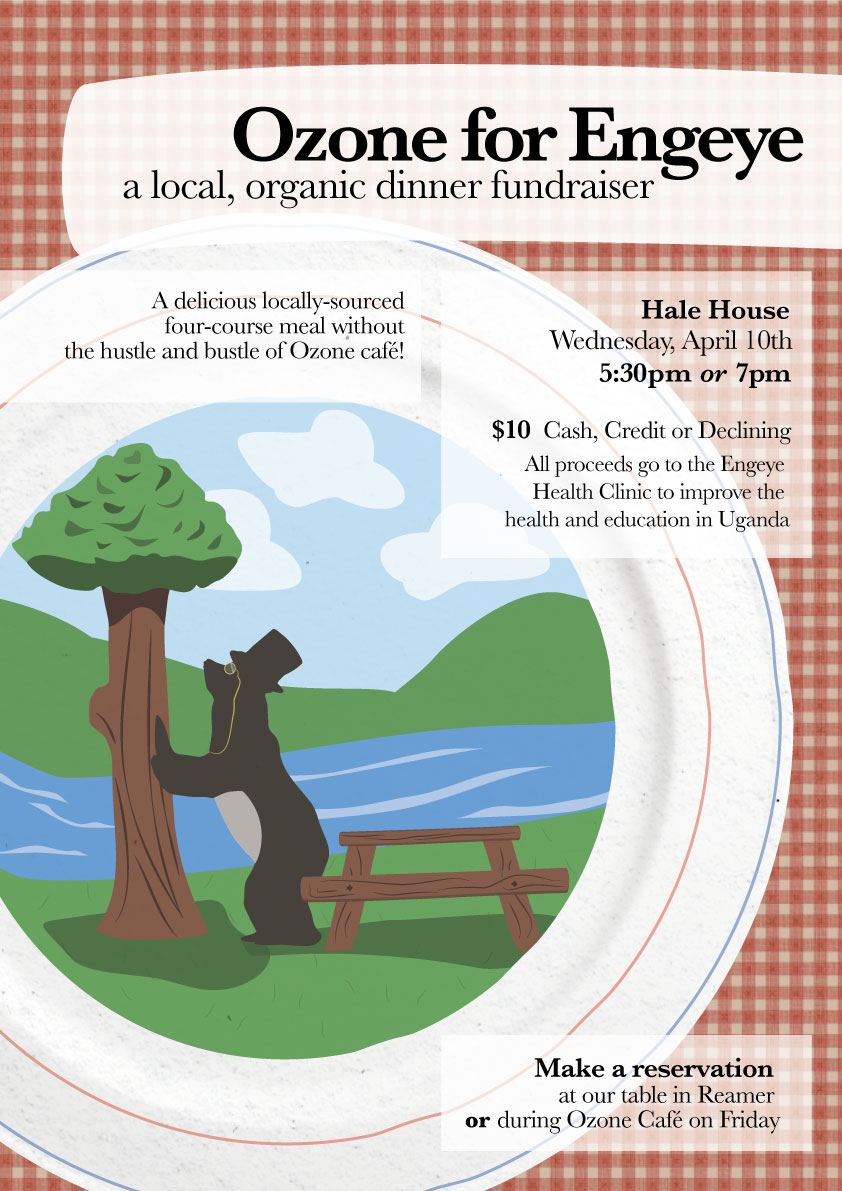 Ozone for Engeye
a local, organic dinner fundraiser
A delicious locally-sourced
four-course meal without
the hustle and bustle of Ozone café!
Hale House
Wednesday, April 10th
5:30pm or 7pm
$10 Cash, Credit or Declining
All proceeds go to the Engeye
Health Clinic to improve the
health and education in Uganda
Make a reservation
at our table in Reamer
or during Ozone Café on Friday